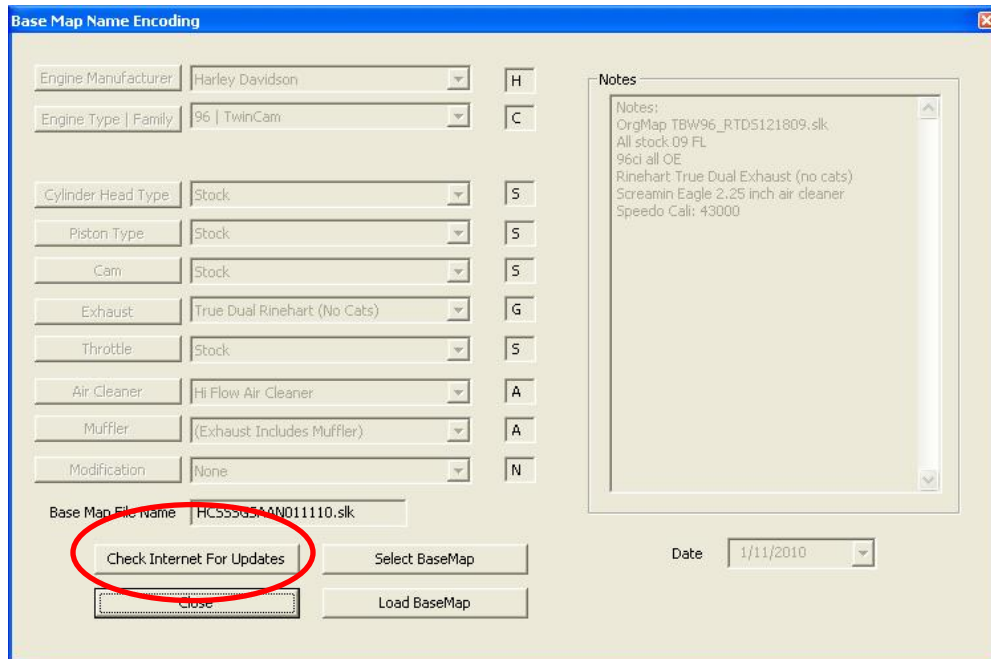 Base Map Name Encoding
Engine Manufacturer Harley Davidson H
Engine Type | Family 96 | TwinCam C
Cylinder Head Type Stock S
Piston Type Stock S
Cam Stock S
Exhaust True Dual Rinehart (No Cats) G
Throttle Stock S
Air Cleaner Hi Flow Air Cleaner A
Muffler (Exhaust Includes Muffler) A
Modification None N
Base Map File Name HCSSSGSAAN011110.slk
Check Internet For Updates Select BaseMap
Close Load BaseMap
Notes
Notes:
OrgMap TBW96_RTDS121809.slk
All stock 09 FL
96ci all OE
Rinehart True Dual Exhaust (no cats)
Screamin Eagle 2.25 inch air cleaner
Speedo Cali: 43000
Date 1/11/2010